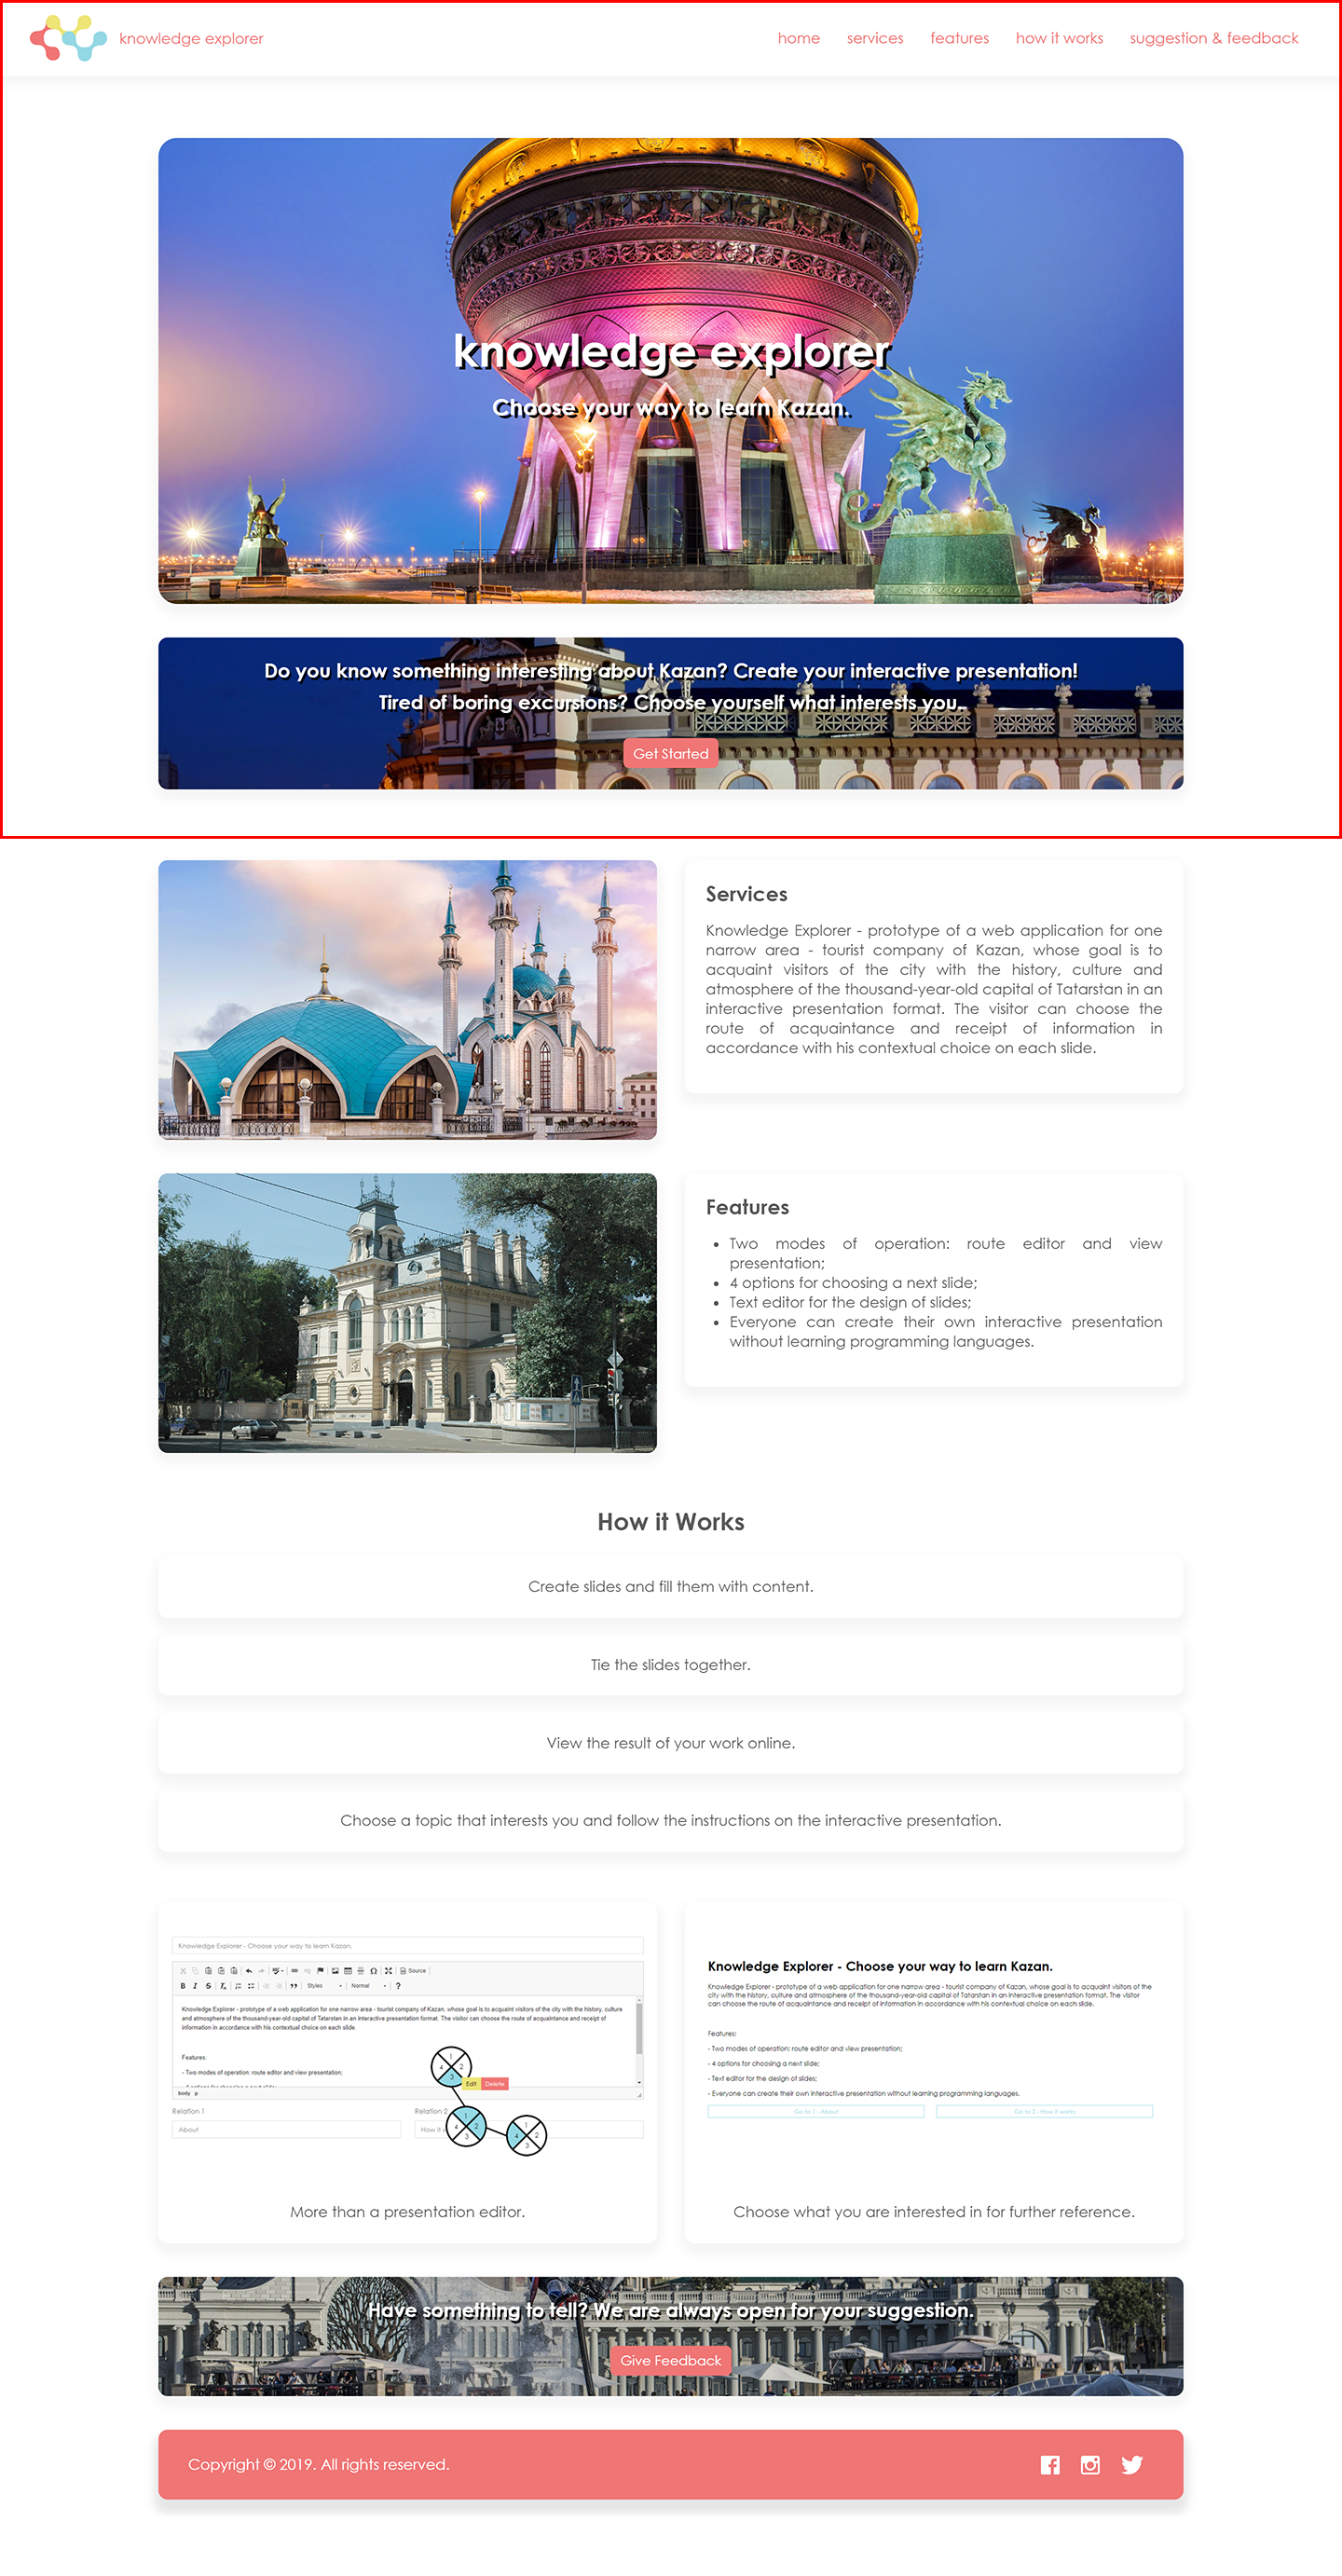 knowledge explorer
home services features how it works suggestion & feedback
knowledge explorer
Choose your way to learn Kazan.
Do you know something interesting about Kazan? Create your interactive presentation!
Tired of boring excursions? Choose yourself what interests you.
Get Started
Services
Knowledge Explorer - prototype of a web application for one
narrow area - tourist company of Kazan, whose goal is to
acquaint visitors of the city with the history, culture and
atmosphere of the thousand-year-old capital of Tatarstan in an
interactive presentation format. The visitor can choose the
route of acquaintance and receipt of information in
accordance with his contextual choice on each slide.
Features
• Two modes of operation: route editor and view
presentation;
• 4 options for choosing a next slide;
• Text editor for the design of slides;
• Everyone can create their own interactive presentation
without learning programming languages.
How it Works
Create slides and fill them with content.
Tie the slides together.
View the result of your work online.
Choose a topic that interests you and follow the instructions on the interactive presentation.
Knowledge Explorer - Choose your way to learn Kazan.
Source
B I S Styles Normal ?
Knowledge Explorer - prototype of a web application for one narrow area - tourist company of Kazan, whose goal is to acquaint visitors of the city with the history, culture
and atmosphere of the thousand-year-old capital of Tatarstan in an interactive presentation format. The visitor can choose the route of acquaintance and receipt of
information in accordance with his contextual choice on each slide.
Features:
- Two modes of operation: route editor and view presentation;
body p
1
4 2
3
Edit Delete
Relation 1
About
Relation 2
How it
1
4 2
3
1
4 2
3
More than a presentation editor.
Knowledge Explorer - Choose your way to learn Kazan.
Knowledge Explorer - prototype of a web application for one narrow area - tourist company of Kazan, whose goal is to acquaint visitors of the
city with the history, culture and atmosphere of the thousand-year-old capital of Tatarstan in an interactive presentation format. The visitor
can choose the route of acquaintance and receipt of information in accordance with his contextual choice on each slide.
Features:
- Two modes of operation: route editor and view presentation;
- 4 options for choosing a next slide;
- Text editor for the design of slides;
- Everyone can create their own interactive presentation without learning programming languages.
Go to 1 - About
Go to 2 - How it works
Choose what you are interested in for further reference.
Have something to tell? We are always open for your suggestion.
Give Feedback
Copyright © 2019. All rights reserved.